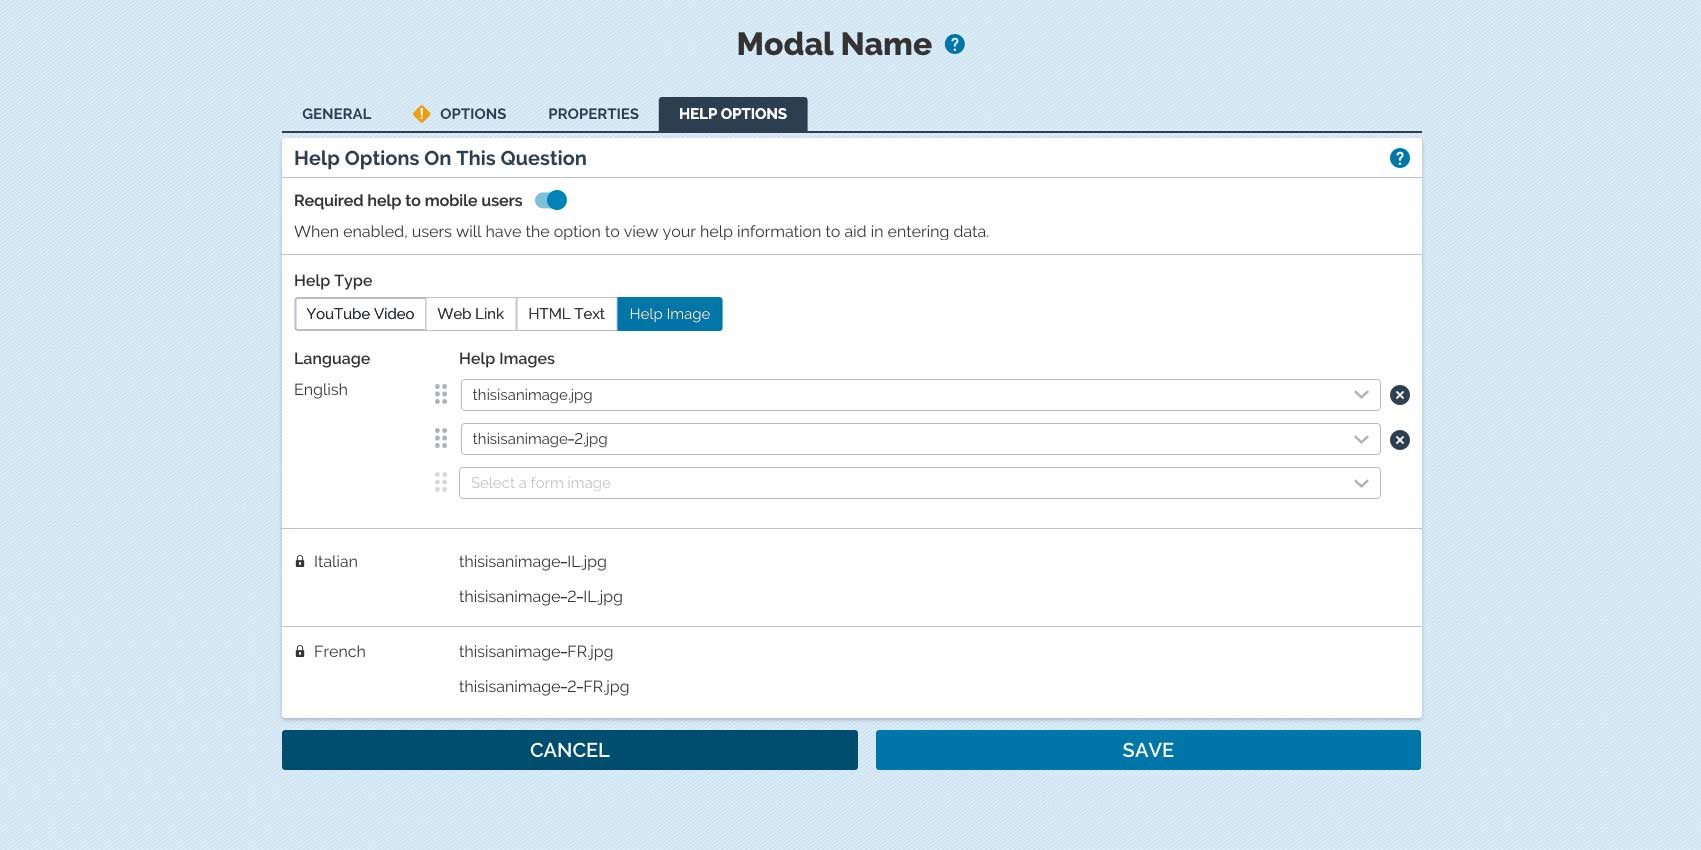 Modal Name ?
GENERAL ! OPTIONS PROPERTIES HELP OPTIONS
Help Options On This Question ?
Required help to mobile users
When enabled, users will have the option to view your help information to aid in entering data.
Help Type
YouTube Video Web Link HTML Text Help Image
Language Help Images
English thisisanimage.jpg
thisisanimage-2.jpg
Select a form image
Italian thisisanimage-IL.jpg
thisisanimage-2-IL.jpg
French thisisanimage-FR.jpg
thisisanimage-2-FR.jpg
CANCEL SAVE